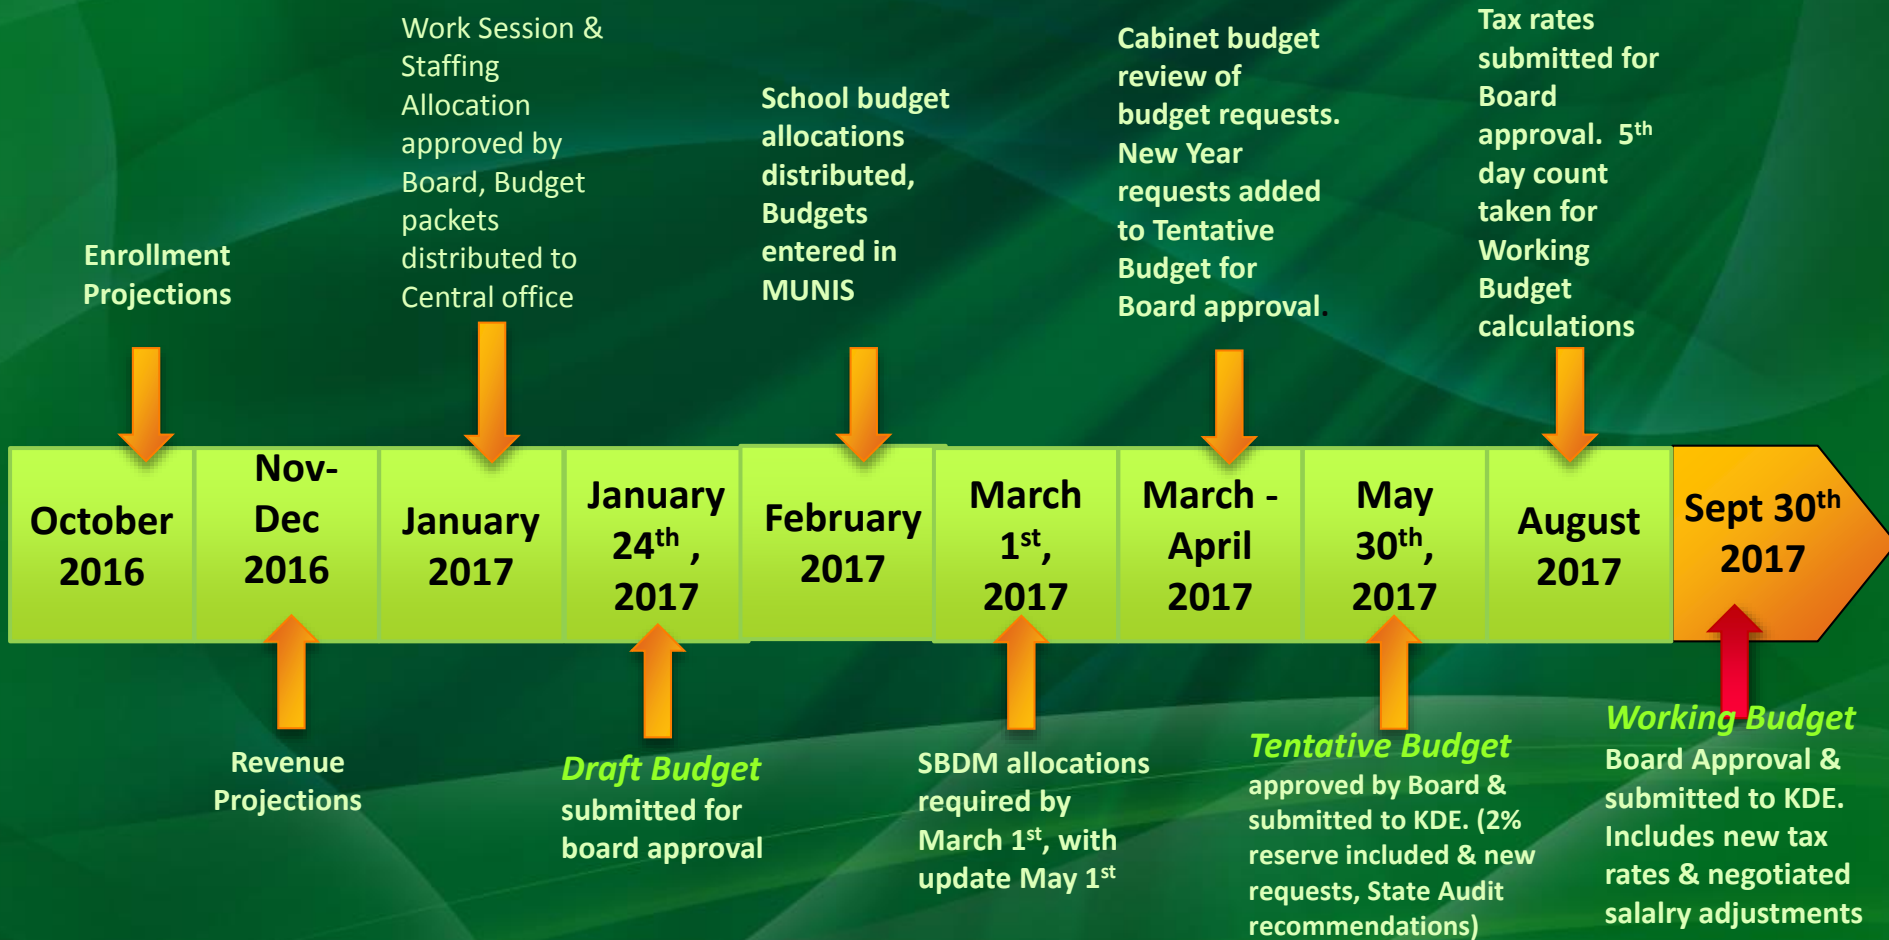 Enrollment
Projections
Work Session &
Staffing
Allocation
approved by
Board, Budget
packets
distributed to
Central office
School budget
allocations
distributed,
Budgets
entered in
MUNIS
Cabinet budget
review of
budget requests.
New Year
requests added
to Tentative
Budget for
Board approval.
Tax rates
submitted for
Board
approval.  5th
day count
taken for
Working
Budget
calculations
October
2016
Nov-
Dec
2016
January
2017
January
24th ,
2017
February
2017
March
1st,
2017
March -
April
2017
May
30th,
2017
August
2017
Sept 30th
2017
Revenue
Projections
Draft Budget
submitted for
board approval
SBDM allocations
required by
March 1st, with
update May 1st
Tentative Budget
approved by Board &
submitted to KDE. (2%
reserve included & new
requests, State Audit
recommendations)
Working Budget
Board Approval &
submitted to KDE.
Includes new tax
rates & negotiated
salalry adjustments